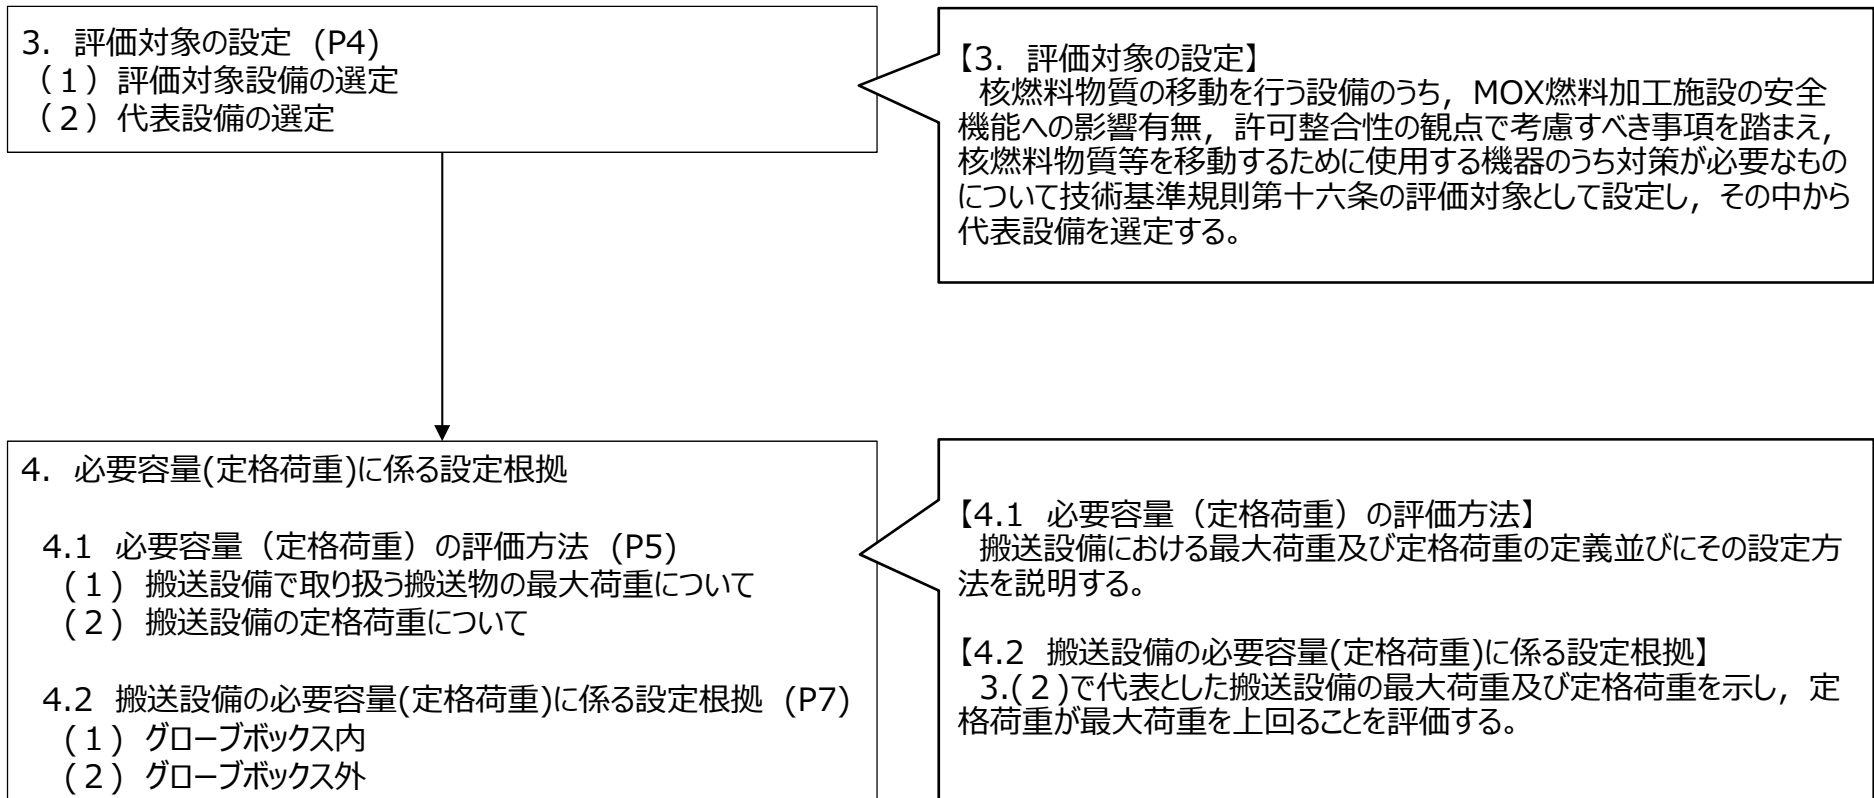 3. 評価対象の設定 (P4)
（１）評価対象設備の選定
（２）代表設備の選定
【3. 評価対象の設定】
核燃料物質の移動を行う設備のうち，MOX燃料加工施設の安全
機能への影響有無，許可整合性の観点で考慮すべき事項を踏まえ，
核燃料物質等を移動するために使用する機器のうち対策が必要なもの
について技術基準規則第十六条の評価対象として設定し，その中から
代表設備を選定する。
4. 必要容量(定格荷重)に係る設定根拠
4.1 必要容量（定格荷重）の評価方法 (P5)
(１) 搬送設備で取り扱う搬送物の最大荷重について
(２) 搬送設備の定格荷重について
4.2 搬送設備の必要容量(定格荷重)に係る設定根拠 (P7)
(１) グローブボックス内
(２) グローブボックス外
【4.1 必要容量（定格荷重）の評価方法】
搬送設備における最大荷重及び定格荷重の定義並びにその設定方
法を説明する。
【4.2 搬送設備の必要容量(定格荷重)に係る設定根拠】
3.(２)で代表とした搬送設備の最大荷重及び定格荷重を示し，定
格荷重が最大荷重を上回ることを評価する。